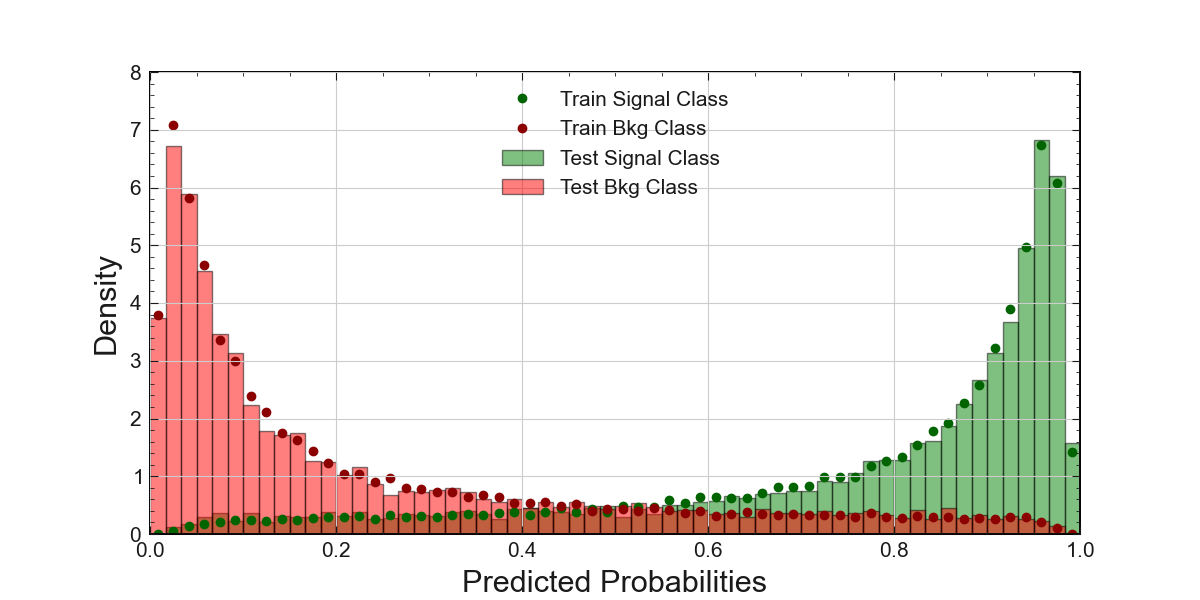 8
7
6
5
4
3
2
1
0
Density
Train Signal Class
Train Bkg Class
Test Signal Class
Test Bkg Class
0.0 0.2 0.4 0.6 0.8 1.0
Predicted Probabilities